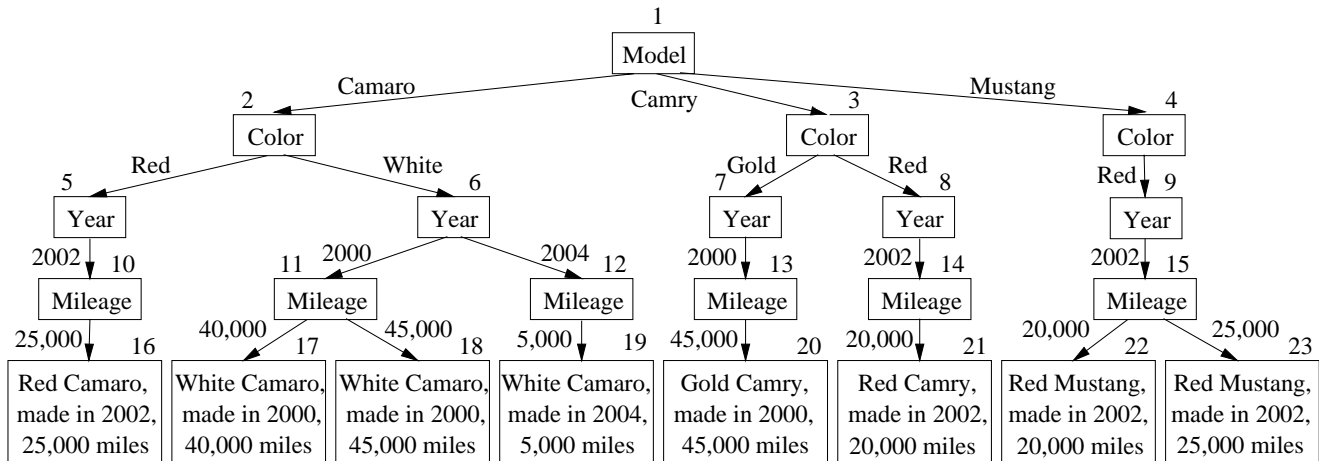 1
Model
Camaro
Camry
Mustang
2
3
4
Color
Color
Color
Red
White
Gold
Red
Red
5
6
7
8
9
Year
Year
Year
Year
Year
2002
2000
2004
2000
2002
2002
10
11
12
13
14
15
Mileage
Mileage
Mileage
Mileage
Mileage
Mileage
25,000
40,000
45,000
5,000
45,000
20,000
20,000
25,000
16
17
18
19
20
21
22
23
Red Camaro,
made in 2002,
25,000 miles
White Camaro,
made in 2000,
40,000 miles
White Camaro,
made in 2000,
45,000 miles
White Camaro,
made in 2004,
5,000 miles
Gold Camry,
made in 2000,
45,000 miles
Red Camry,
made in 2002,
20,000 miles
Red Mustang,
made in 2002,
20,000 miles
Red Mustang,
made in 2002,
25,000 miles